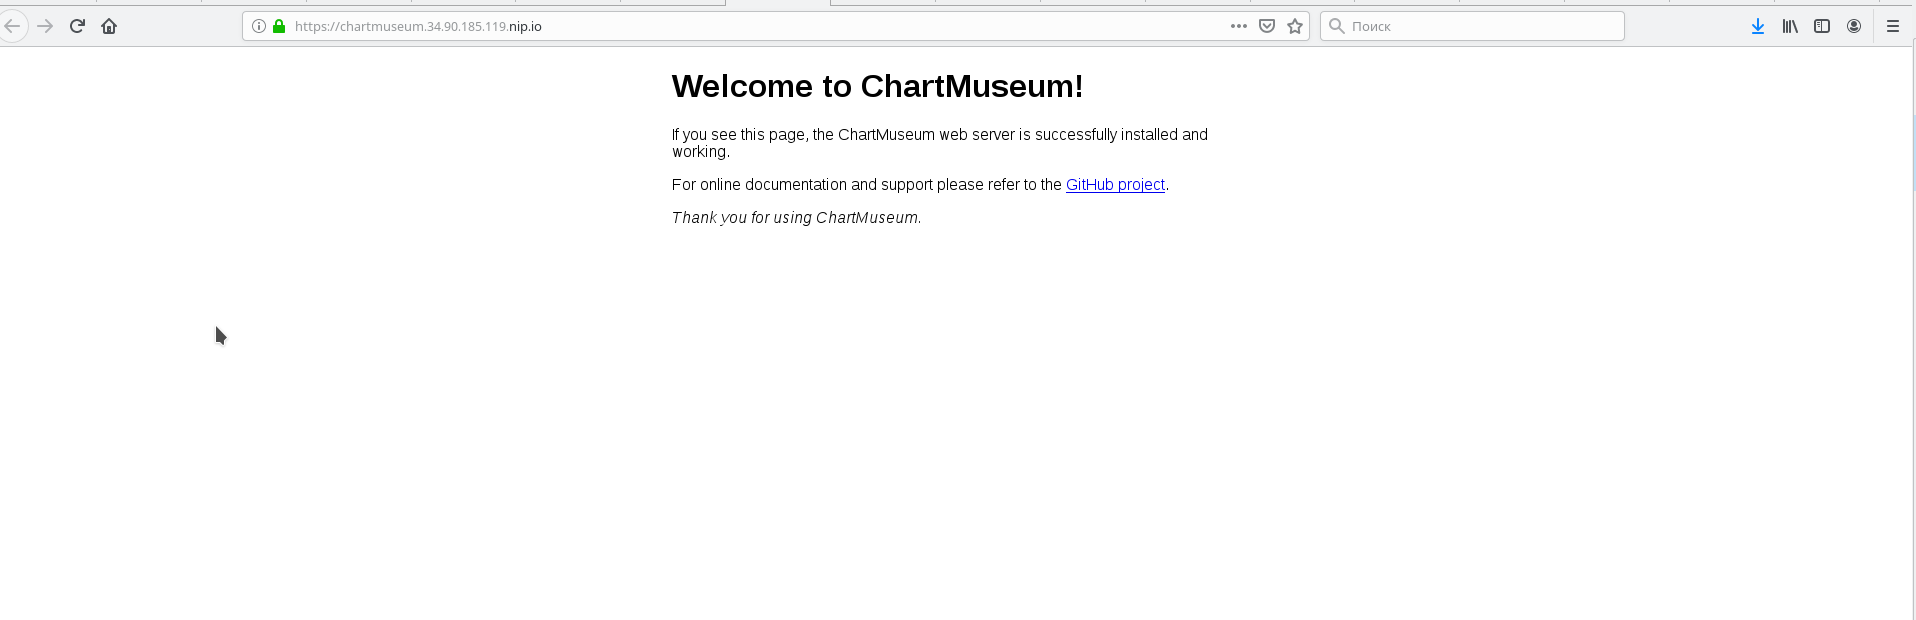 https://chartmuseum.34.90.185.119.nip.io
Поиск
Welcome to ChartMuseum!
If you see this page, the ChartMuseum web server is successfully installed and
working.
For online documentation and support please refer to the GitHub project.
Thank you for using ChartMuseum.